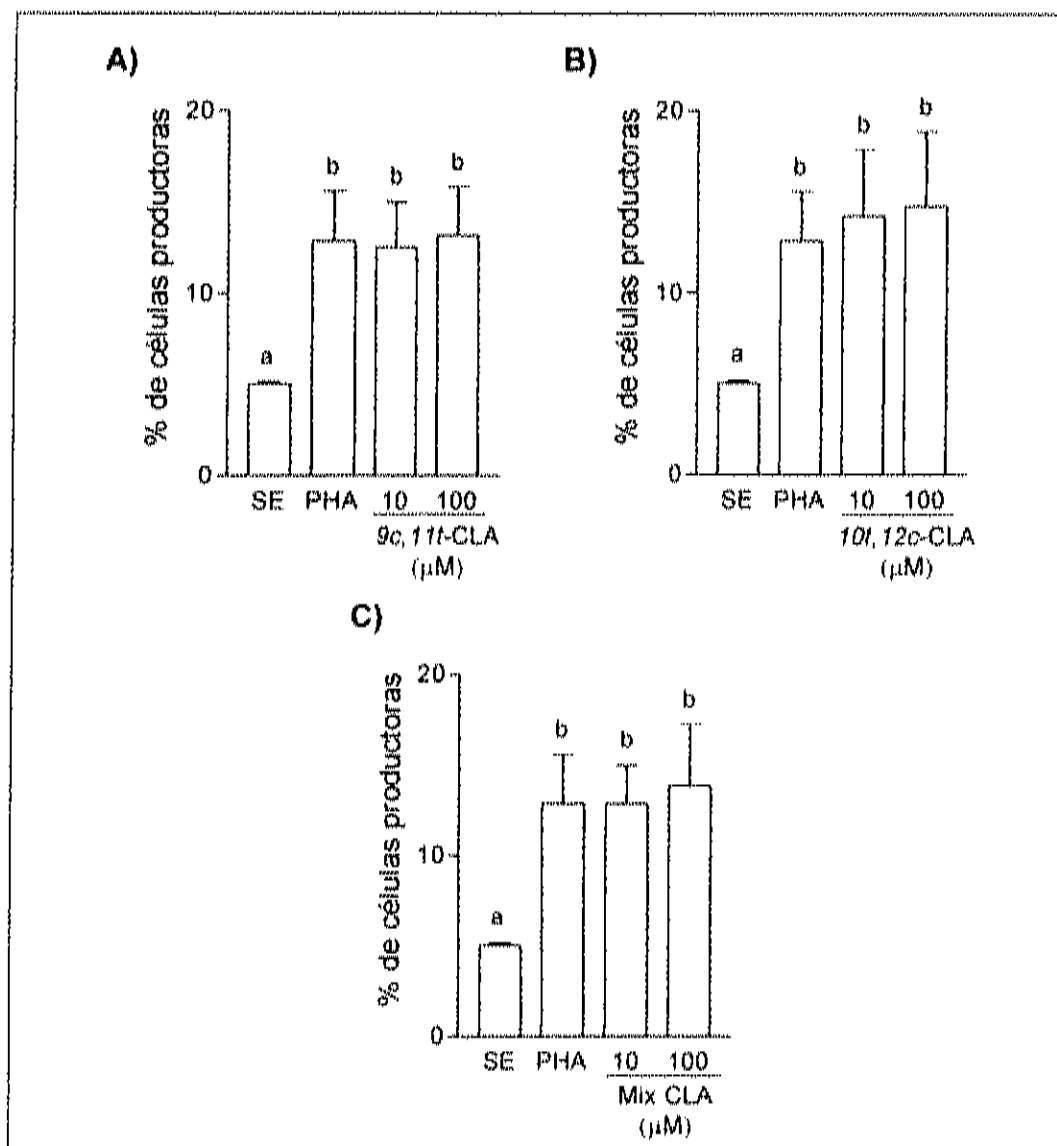 A)
% de células productoras
20
10
0
a
b
b
b
SE PHA 10 100
9c, 11t-CLA
(µM)
B)
% de células productoras
20
10
0
a
b
b
b
SE PHA 10 100
10t, 12c-CLA
(µM)
C)
% de células productoras
20
10
0
a
b
b
b
SE PHA 10 100
Mix CLA
(µM)